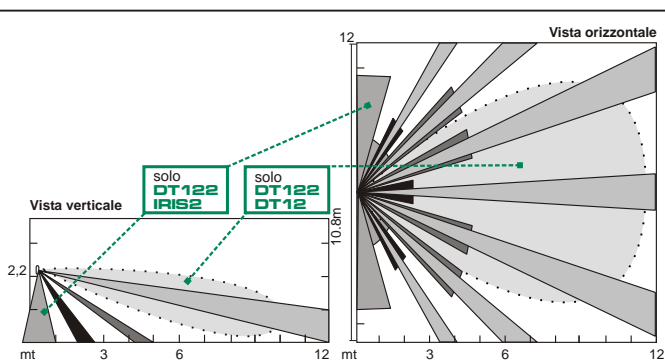 Vista orizzontale
12
solo
DT122
IRIS2
solo
DT122
DT12
Vista verticale
10.8m
2,2
mt
3
6
12
mt
3
6
12